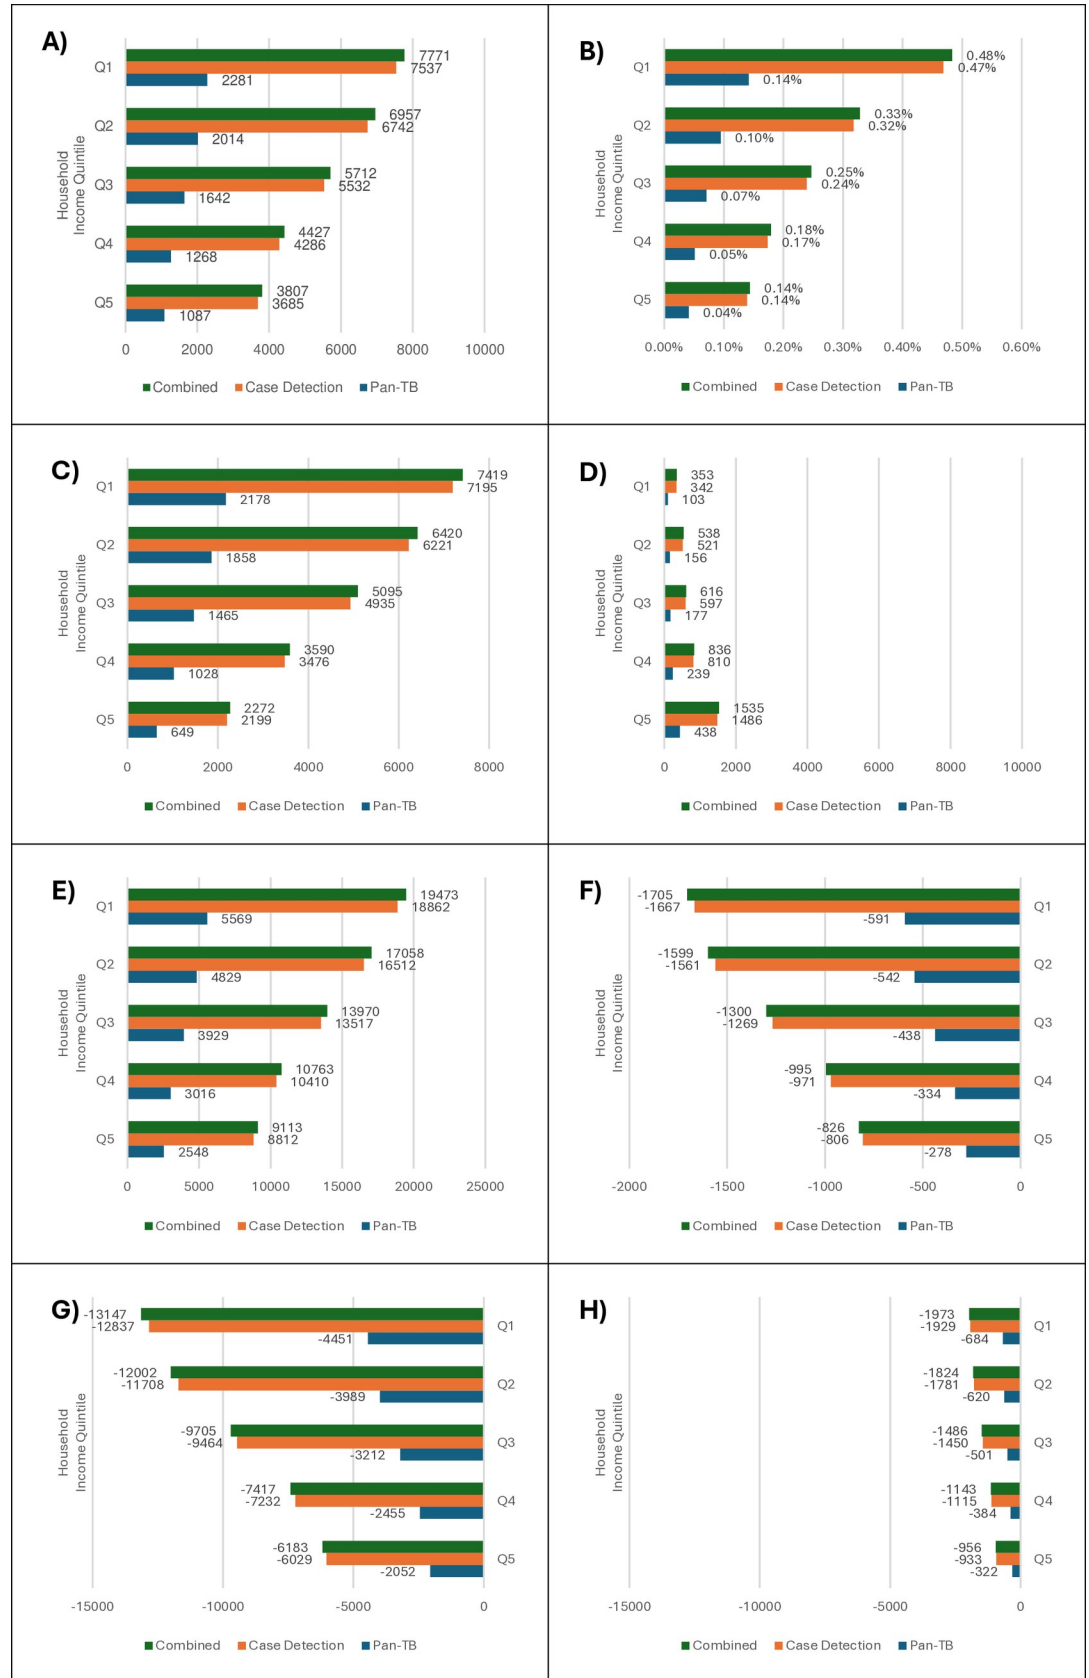 A)
Household
Income Quintile
Q1
7771
7537
2281
Q2
6957
6742
2014
Q3
5712
5532
1642
Q4
4427
4286
1268
Q5
3807
3685
1087
0 2000 4000 6000 8000 10000
Combined Case Detection Pan-TB
B)
Household
Income Quintile
Q1
0.48%
0.47%
0.14%
Q2
0.33%
0.32%
0.10%
Q3
0.25%
0.24%
0.07%
Q4
0.18%
0.17%
0.05%
Q5
0.14%
0.14%
0.04%
0.00% 0.10% 0.20% 0.30% 0.40% 0.50% 0.60%
Combined Case Detection Pan-TB
C)
Household
Income Quintile
Q1
7419
7195
2178
Q2
6420
6221
1858
Q3
5095
4935
1465
Q4
3590
3476
1028
Q5
2272
2199
649
0 2000 4000 6000 8000
Combined Case Detection Pan-TB
D)
Household
Income Quintile
Q1
353
342
103
Q2
538
521
156
Q3
616
597
177
Q4
836
810
239
Q5
1535
1486
438
0 2000 4000 6000 8000 10000
Combined Case Detection Pan-TB
E)
Household
Income Quintile
Q1
19473
18862
5569
Q2
17058
16512
4829
Q3
13970
13517
3929
Q4
10763
10410
3016
Q5
9113
8812
2548
0 5000 10000 15000 20000 25000
Combined Case Detection Pan-TB
F)
Household
Income Quintile
-1705
-1667
-591
Q1
-1599
-1561
-542
Q2
-1300
-1269
-438
Q3
-995
-971
-334
Q4
-826
-806
-278
Q5
-2000 -1500 -1000 -500 0
Combined Case Detection Pan-TB
G)
Household
Income Quintile
-13147
-12837
-4451
Q1
-12002
-11708
-3989
Q2
-9705
-9464
-3212
Q3
-7417
-7232
-2455
Q4
-6183
-6029
-2052
Q5
-15000 -10000 -5000 0
Combined Case Detection Pan-TB
H)
Household
Income Quintile
-1973
-1929
-684
Q1
-1824
-1781
-620
Q2
-1486
-1450
-501
Q3
-1143
-1115
-384
Q4
-956
-933
-322
Q5
-15000 -10000 -5000 0
Combined Case Detection Pan-TB